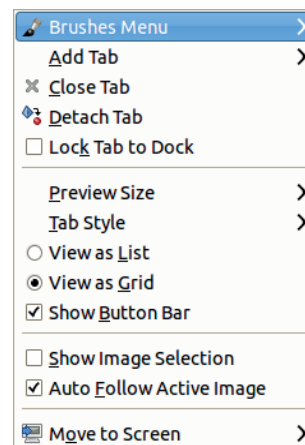 Brushes Menu
Add Tab
Close Tab
Detach Tab
Lock Tab to Dock
Preview Size
Tab Style
View as List
View as Grid
Show Button Bar
Show Image Selection
Auto Follow Active Image
Move to Screen